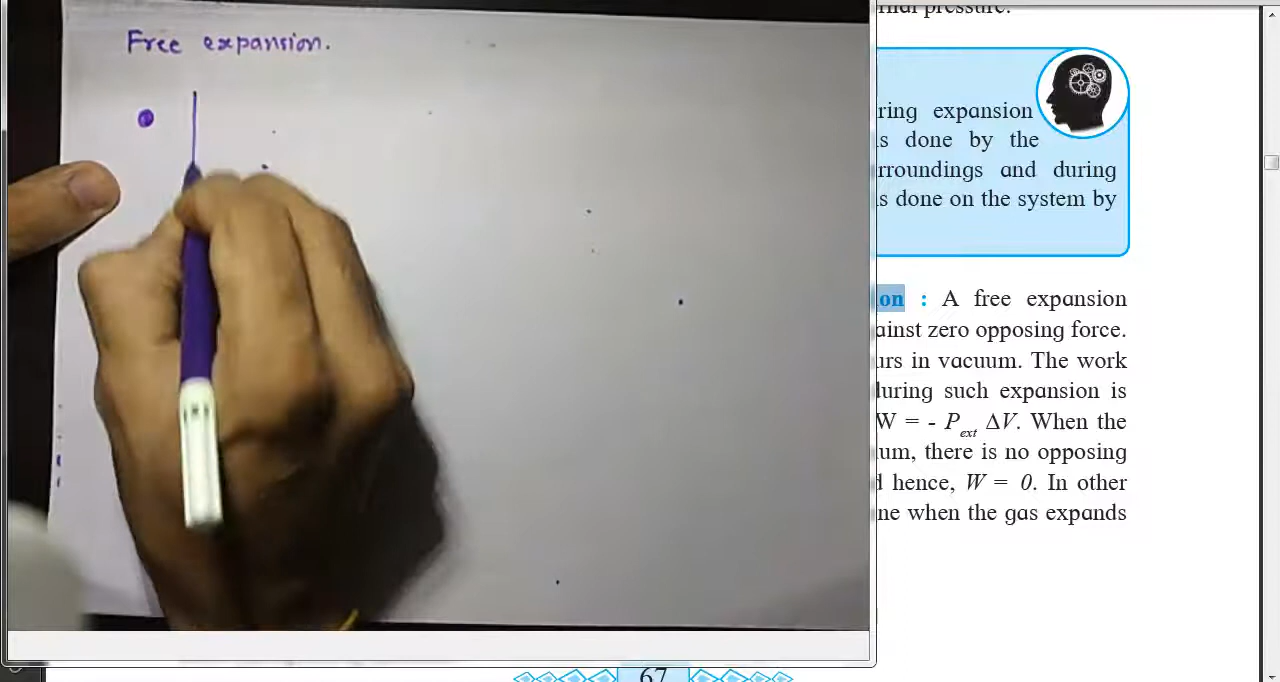 Free expansion.
ring expansion
is done by the
rroundings and during
is done on the system by
on : A free expansion
ainst zero opposing force.
urs in vacuum. The work
during such expansion is
W = - Pext ΔV. When the
um, there is no opposing
d hence, W = 0. In other
ne when the gas expands
67